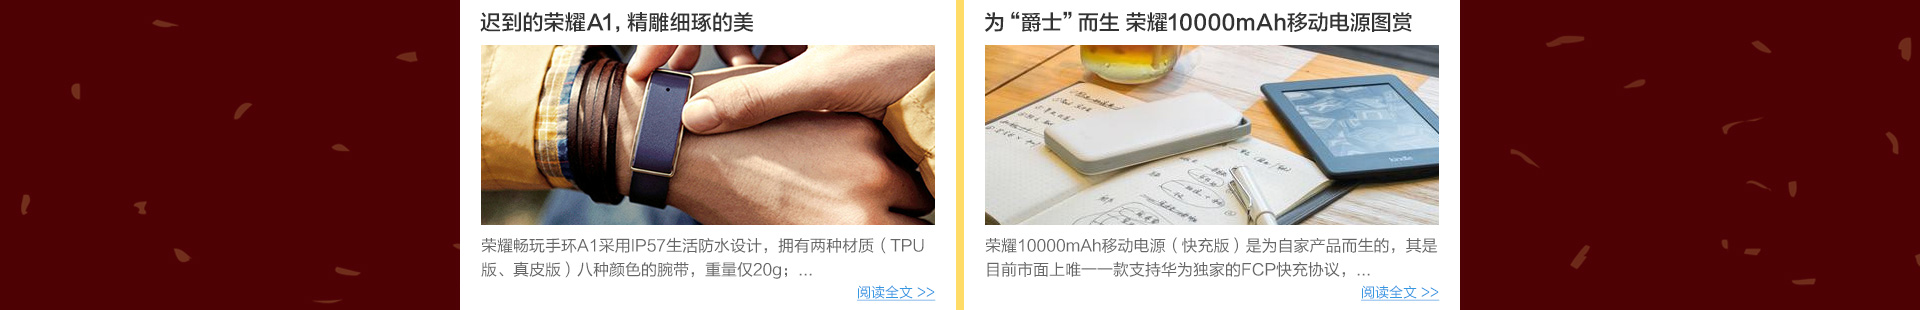 迟到的荣耀A1, 精雕细琢的美
荣耀畅玩手环A1采用IP57生活防水设计，拥有两种材质（TPU
版、真皮版）八种颜色的腕带，重量仅20g；...
阅读全文 >>
为 “爵士” 而生 荣耀10000mAh移动电源图赏
kindle
荣耀10000mAh移动电源（快充版）是为自家产品而生的，其是
目前市面上唯一一款支持华为独家的FCP快充协议，...
阅读全文 >>